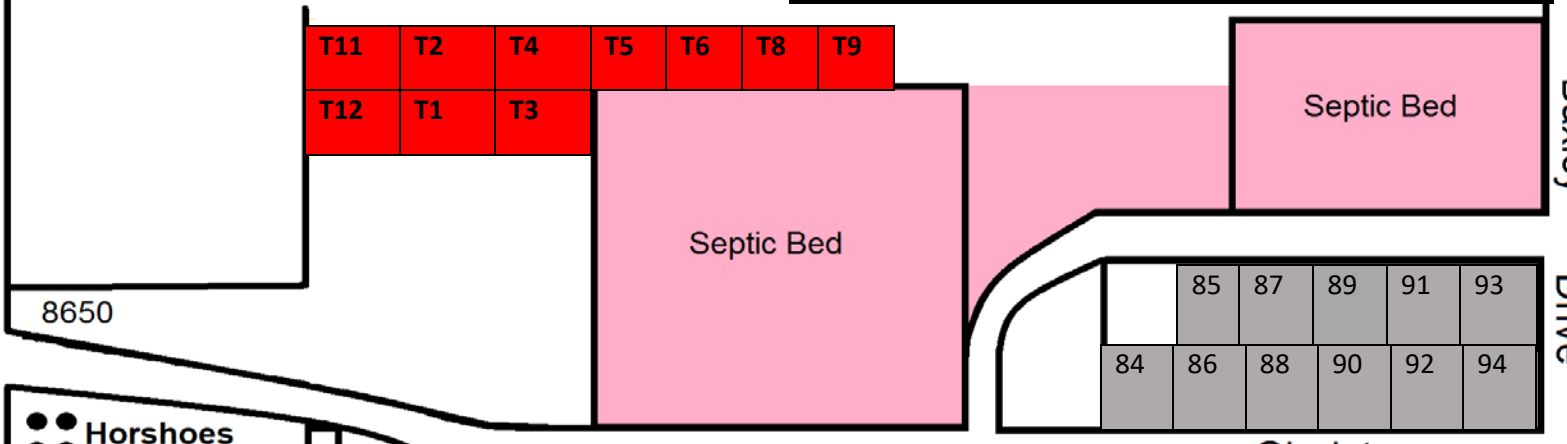 T11 T2 T4 T5 T6 T8 T9
T12 T1 T3
Septic Bed
Septic Bed
8650
85 87 89 91 93
84 86 88 90 92 94
Horshoes